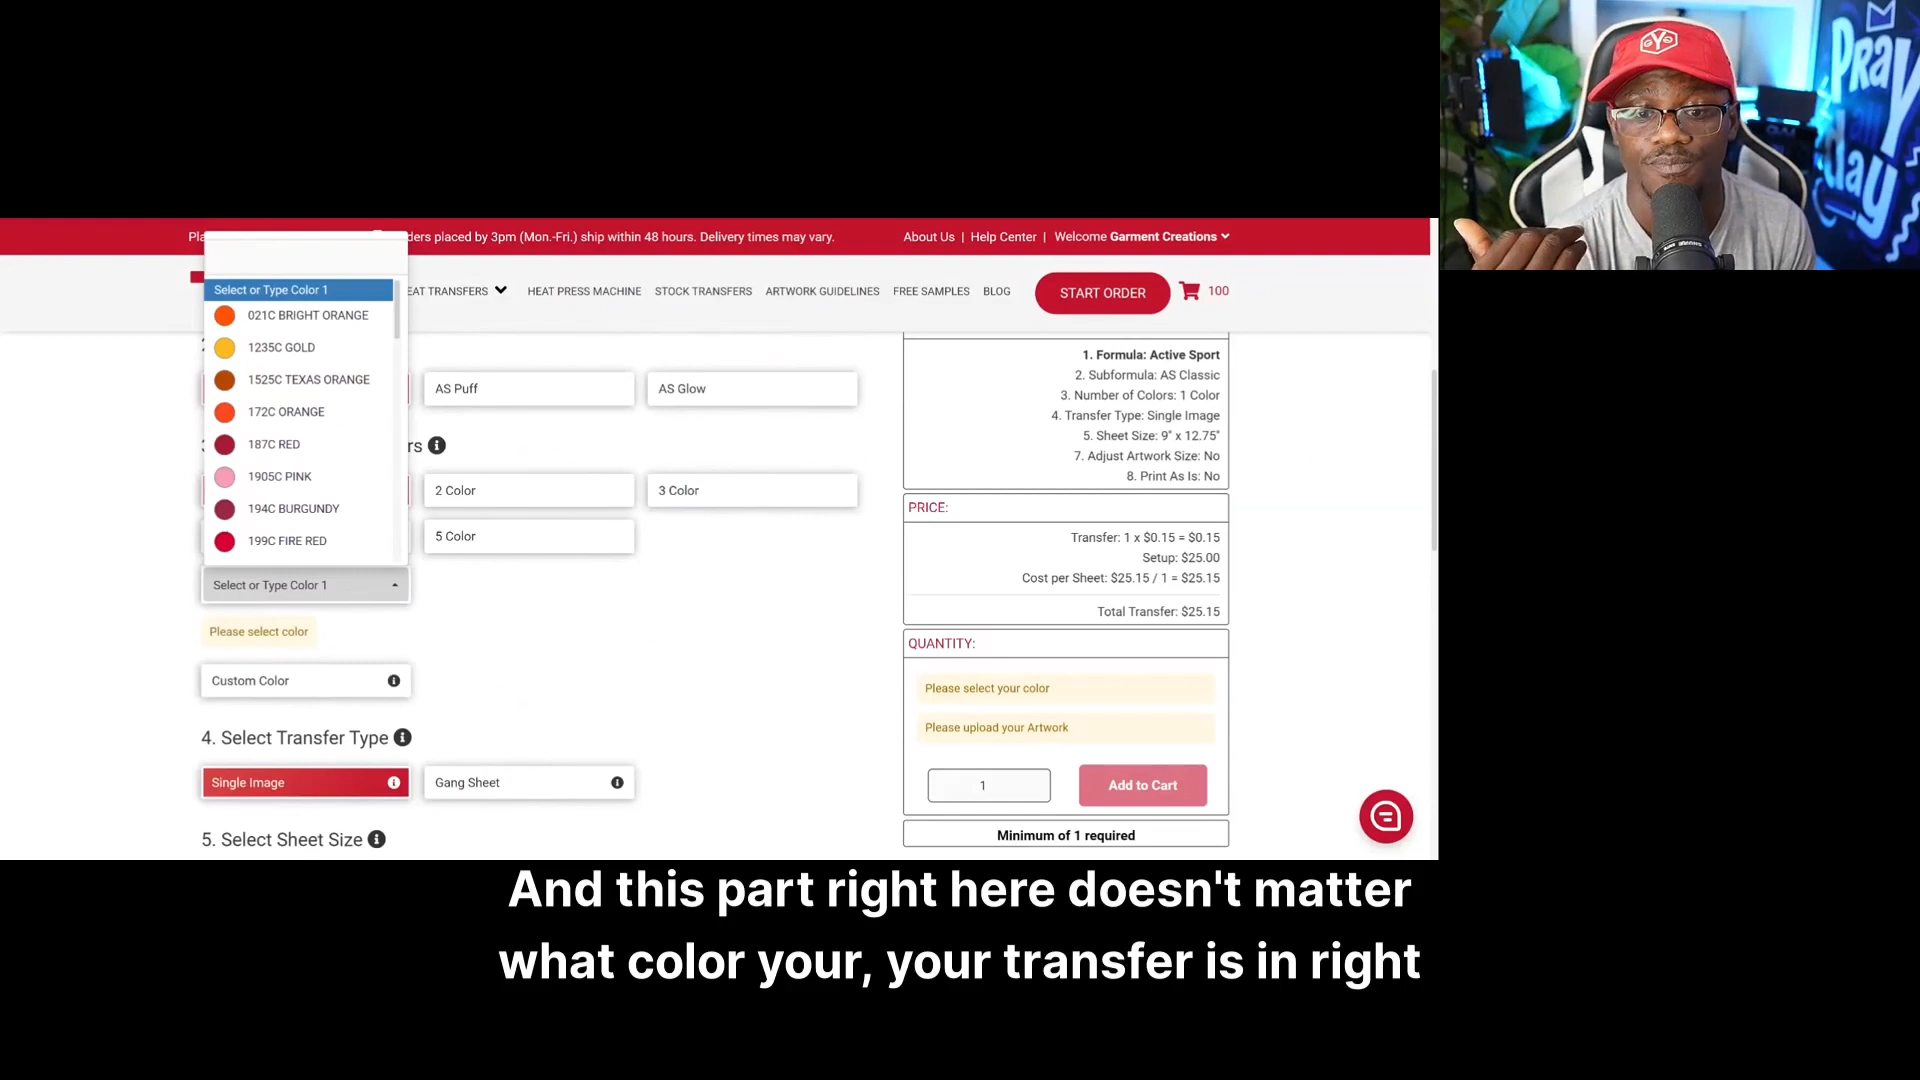 Pray
day
Pla
ders placed by 3pm (Mon.-Fri.) ship within 48 hours. Delivery times may vary.
About Us | Help Center | Welcome Garment Creations
EAT TRANSFERS
HEAT PRESS MACHINE
STOCK TRANSFERS
ARTWORK GUIDELINES
FREE SAMPLES
BLOG
START ORDER
100
Select or Type Color 1
021C BRIGHT ORANGE
1235C GOLD
1525C TEXAS ORANGE
172C ORANGE
187C RED
1905C PINK
194C BURGUNDY
199C FIRE RED
Select or Type Color 1
Please select color
Custom Color
AS Puff
AS Glow
rs
2 Color
3 Color
5 Color
4. Select Transfer Type
Single Image
Gang Sheet
5. Select Sheet Size
1. Formula: Active Sport
2. Subformula: AS Classic
3. Number of Colors: 1 Color
4. Transfer Type: Single Image
5. Sheet Size: 9" x 12.75"
7. Adjust Artwork Size: No
8. Print As Is: No
PRICE:
Transfer: 1 x $0.15 = $0.15
Setup: $25.00
Cost per Sheet: $25.15 / 1 = $25.15
Total Transfer: $25.15
QUANTITY:
Please select your color
Please upload your Artwork
1
Add to Cart
Minimum of 1 required
And this part right here doesn't matter
what color your, your transfer is in right